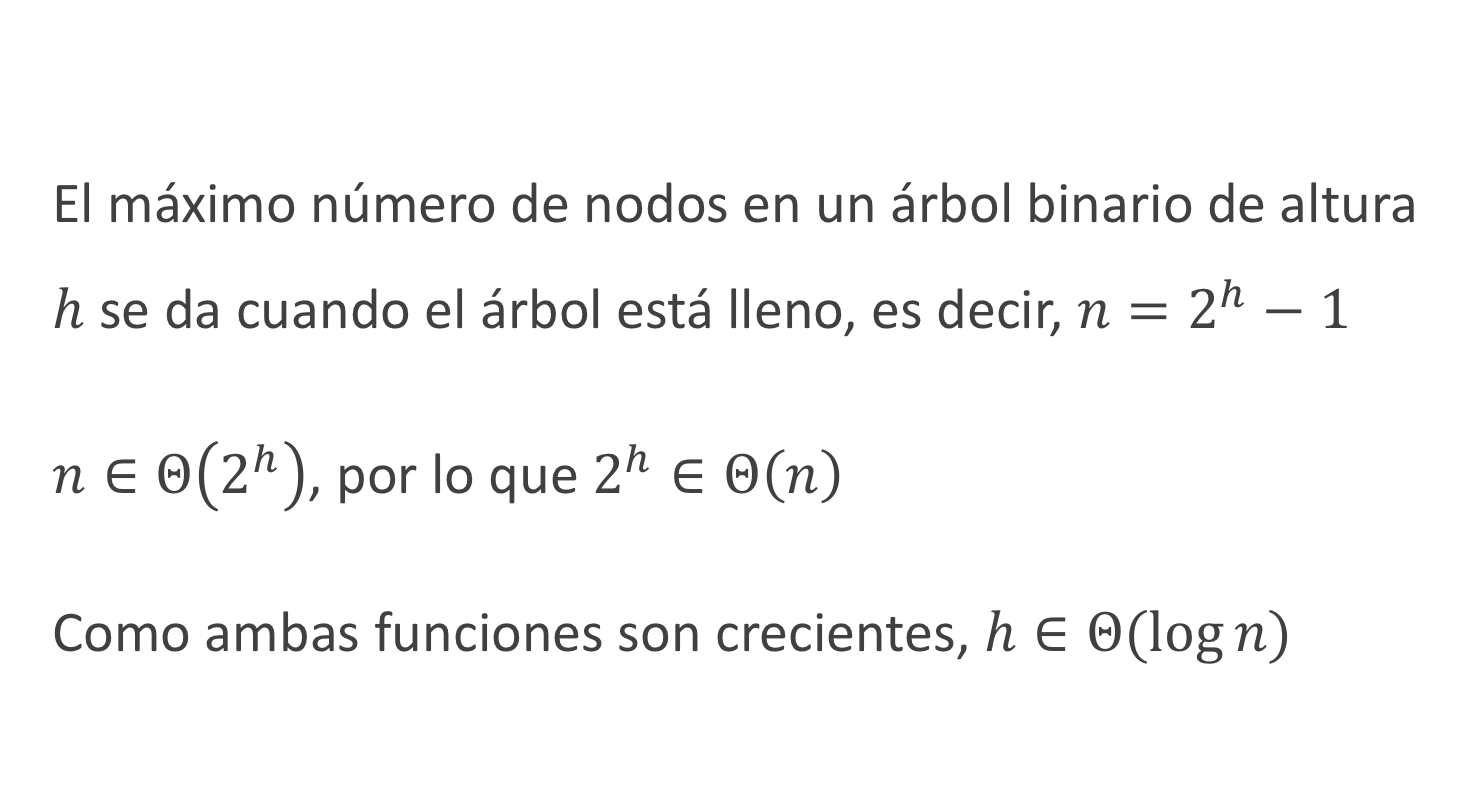 El máximo número de nodos en un árbol binario de altura
ℎ se da cuando el árbol está lleno, es decir, 𝑛 = 2^ℎ − 1
𝑛 ∈ Θ(2^ℎ), por lo que 2^ℎ ∈ Θ(𝑛)
Como ambas funciones son crecientes, ℎ ∈ Θ(log 𝑛)